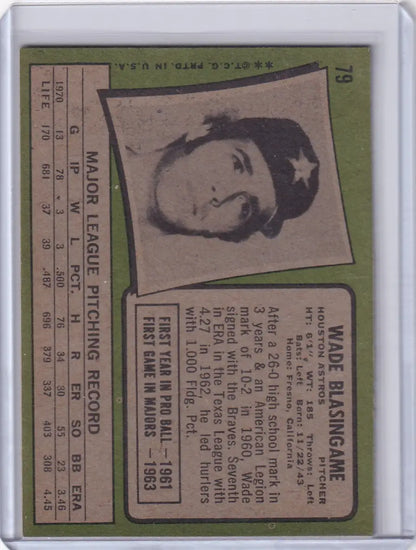 79
**©T.C.G. PRTD. IN U.S.A.
WADE BLASINGAME
HOUSTON ASTROS PITCHER
HT: 6'1" WT: 185 Throws: Left
Bats: Left Born: 11/22/43
Home: Fresno, California
After a 26-0 high school mark in
3 years & an American Legion
mark of 10-2 in 1960, Wade
signed with the Braves. Seventh
in ERA in the Texas League with
4.27 in 1962, he led hurlers
with 1.000 Fldg. Pct.
FIRST YEAR IN PRO BALL — 1961
FIRST GAME IN MAJORS — 1963
MAJOR LEAGUE PITCHING RECORD
G IP W L PCT. H R ER SO BB ERA
1970 13 78 3 3 .500 76 34 30 55 23 3.46
LIFE 170 681 37 39 .487 696 379 337 403 308 4.45